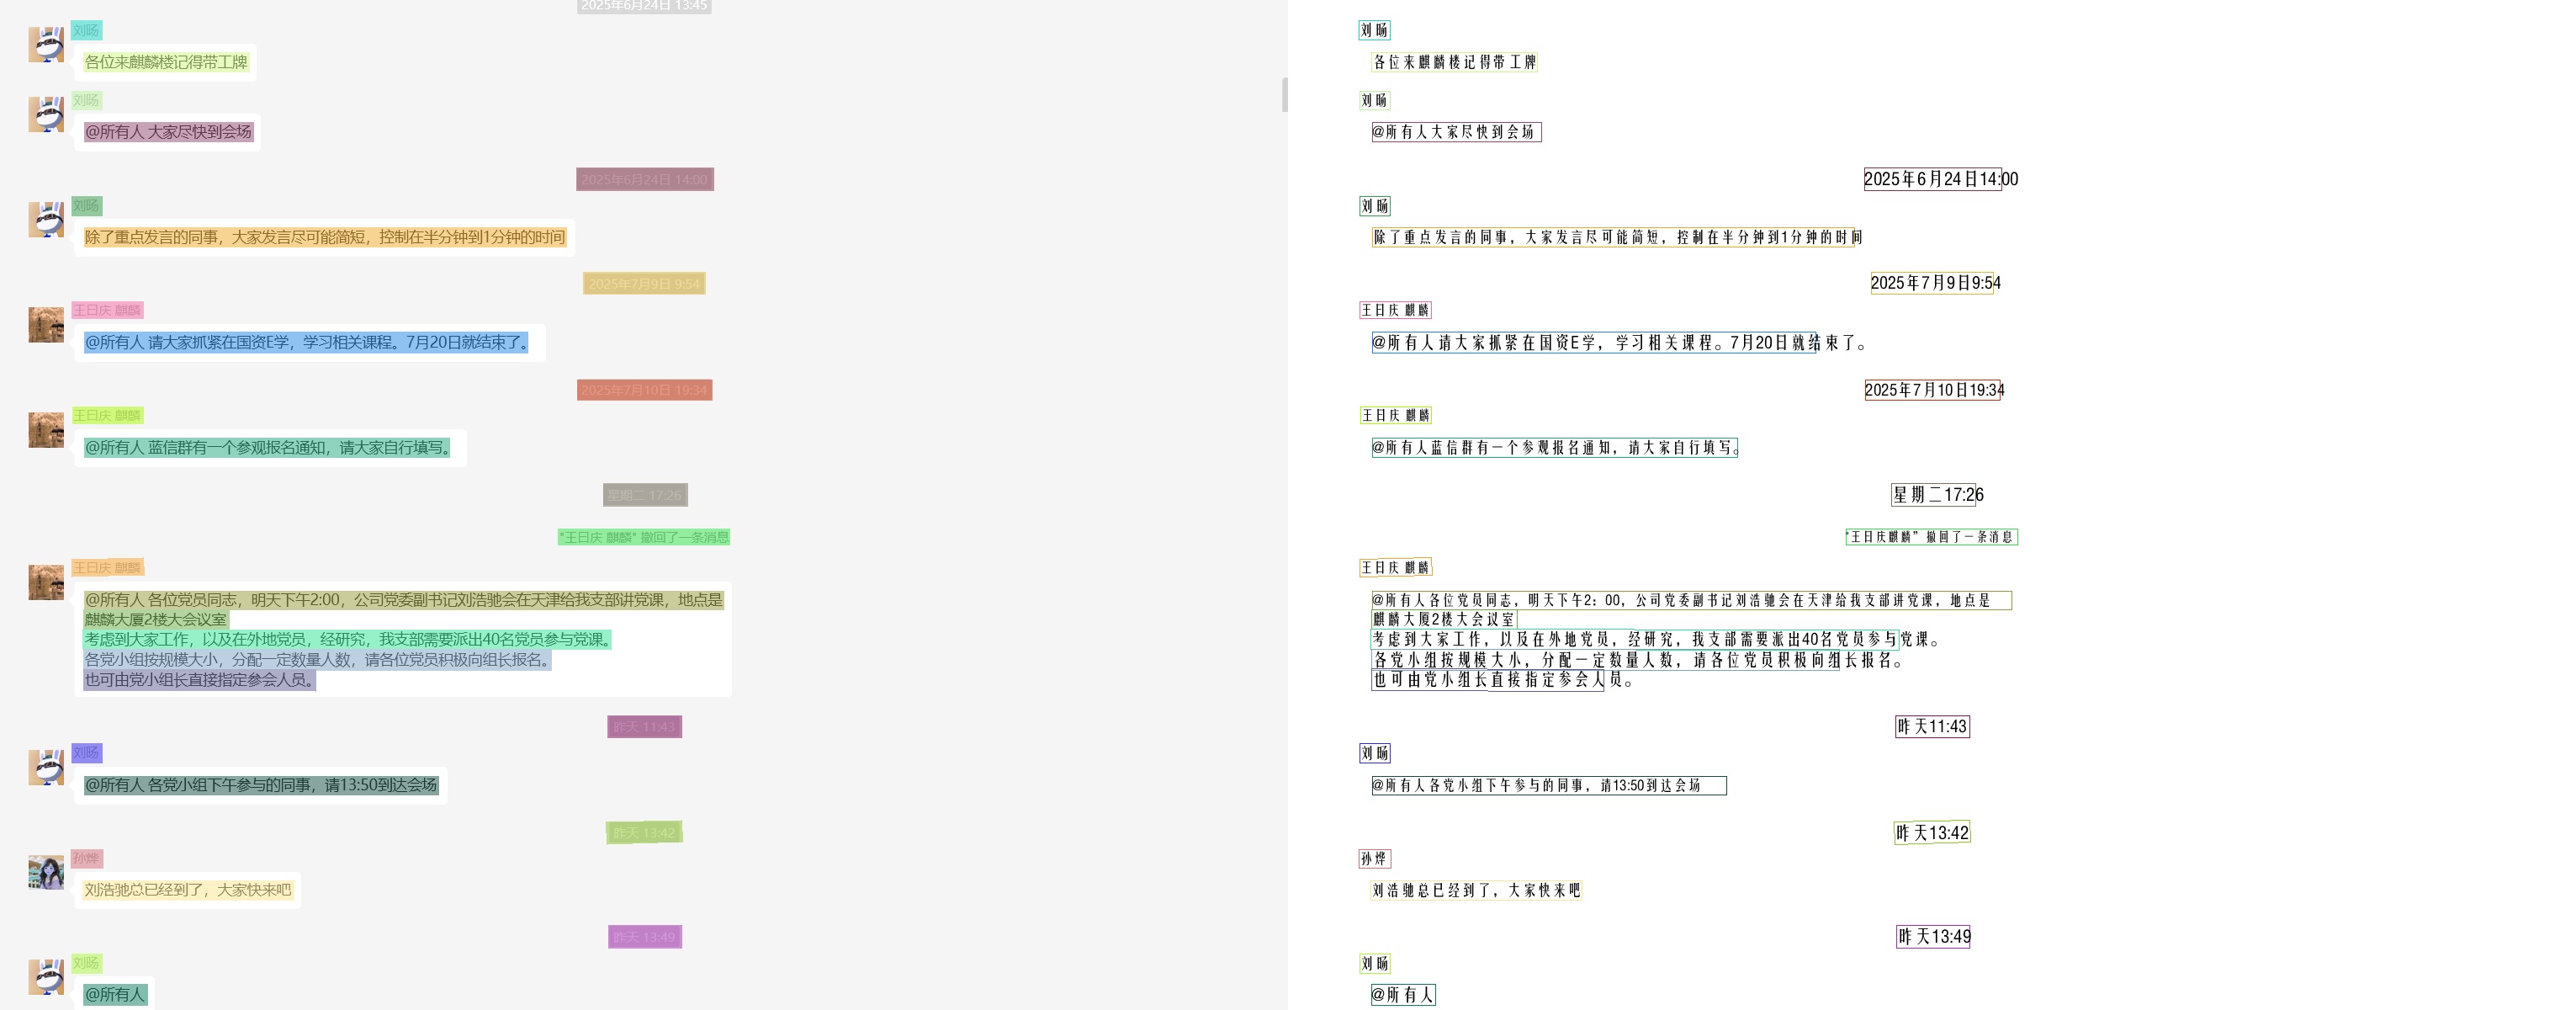 2025年6月24日 13:45
刘旸
各位来麒麟楼记得带工牌
刘旸
@所有人 大家尽快到会场
2025年6月24日 14:00
刘旸
除了重点发言的同事，大家发言尽可能简短，控制在半分钟到1分钟的时间
2025年7月9日 9:54
王日庆 麒麟
@所有人 请大家抓紧在国资E学，学习相关课程。7月20日就结束了。
2025年7月10日 19:34
王日庆 麒麟
@所有人 蓝信群有一个参观报名通知，请大家自行填写。
星期二 17:26
"王日庆 麒麟" 撤回了一条消息
王日庆 麒麟
@所有人 各位党员同志，明天下午2:00，公司党委副书记刘浩驰会在天津给我支部讲党课，地点是
麒麟大厦2楼大会议室
考虑到大家工作，以及在外地党员，经研究，我支部需要派出40名党员参与党课。
各党小组按规模大小，分配一定数量人数，请各位党员积极向组长报名。
也可由党小组长直接指定参会人员。
昨天 11:43
刘旸
@所有人 各党小组下午参与的同事，请13:50到达会场
昨天 13:42
孙烨
刘浩驰总已经到了，大家快来吧
昨天 13:49
刘旸
@所有人
刘旸
各位来麒麟楼记得带工牌
刘旸
@所有人大家尽快到会场
2025年6月24日14:00
刘旸
除了重点发言的同事，大家发言尽可能简短，控制在半分钟到1分钟的时间
2025年7月9日9:54
王日庆 麒麟
@所有人请大家抓紧在国资E学，学习相关课程。7月20日就结束了。
2025年7月10日19:34
王日庆 麒麟
@所有人蓝信群有一个参观报名通知，请大家自行填写。
星期二17:26
"王日庆麒麟”撤回了一条消息
王日庆 麒麟
@所有人各位党员同志，明天下午2：00，公司党委副书记刘浩驰会在天津给我支部讲党课，地点是
麒麟大厦2楼大会议室
考虑到大家工作，以及在外地党员，经研究，我支部需要派出40名党员参与党课。
各党小组按规模大小，分配一定数量人数，请各位党员积极向组长报名。
也可由党小组长直接指定参会人员。
昨天11:43
刘旸
@所有人各党小组下午参与的同事，请13:50到达会场
昨天13:42
孙烨
刘浩驰总已经到了，大家快来吧
昨天13:49
刘旸
@所有人